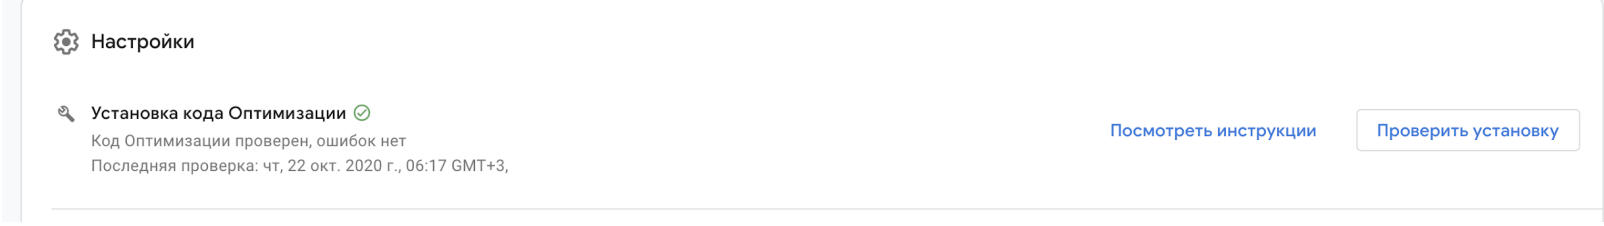 Настройки
Установка кода Оптимизации
Код Оптимизации проверен, ошибок нет
Последняя проверка: чт, 22 окт. 2020 г., 06:17 GMT+3,
Посмотреть инструкции
Проверить установку